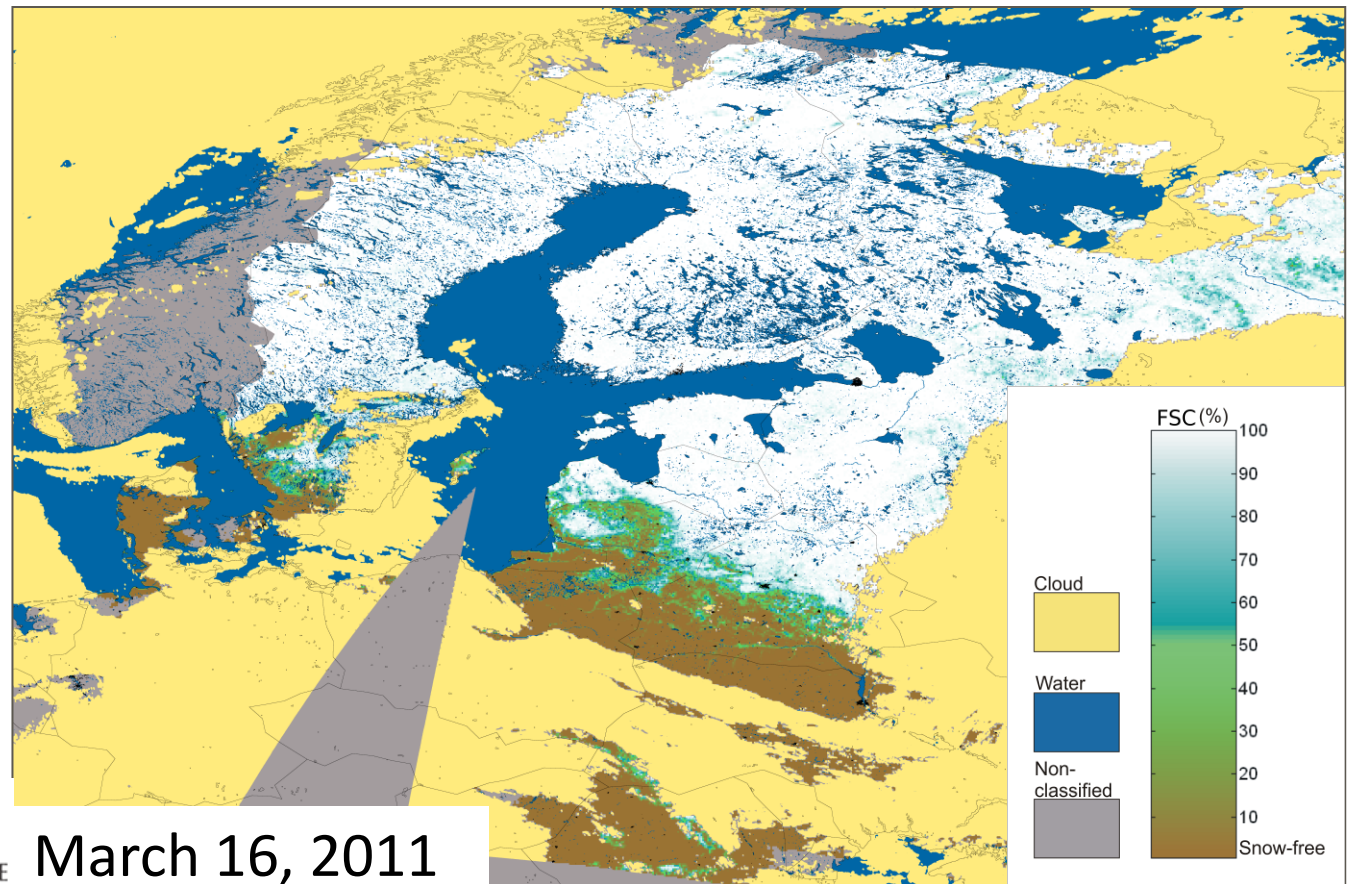 FSC (%)
100
90
80
70
60
50
40
30
20
10
Snow-free
Cloud
Water
Non-
classified
March 16, 2011
E